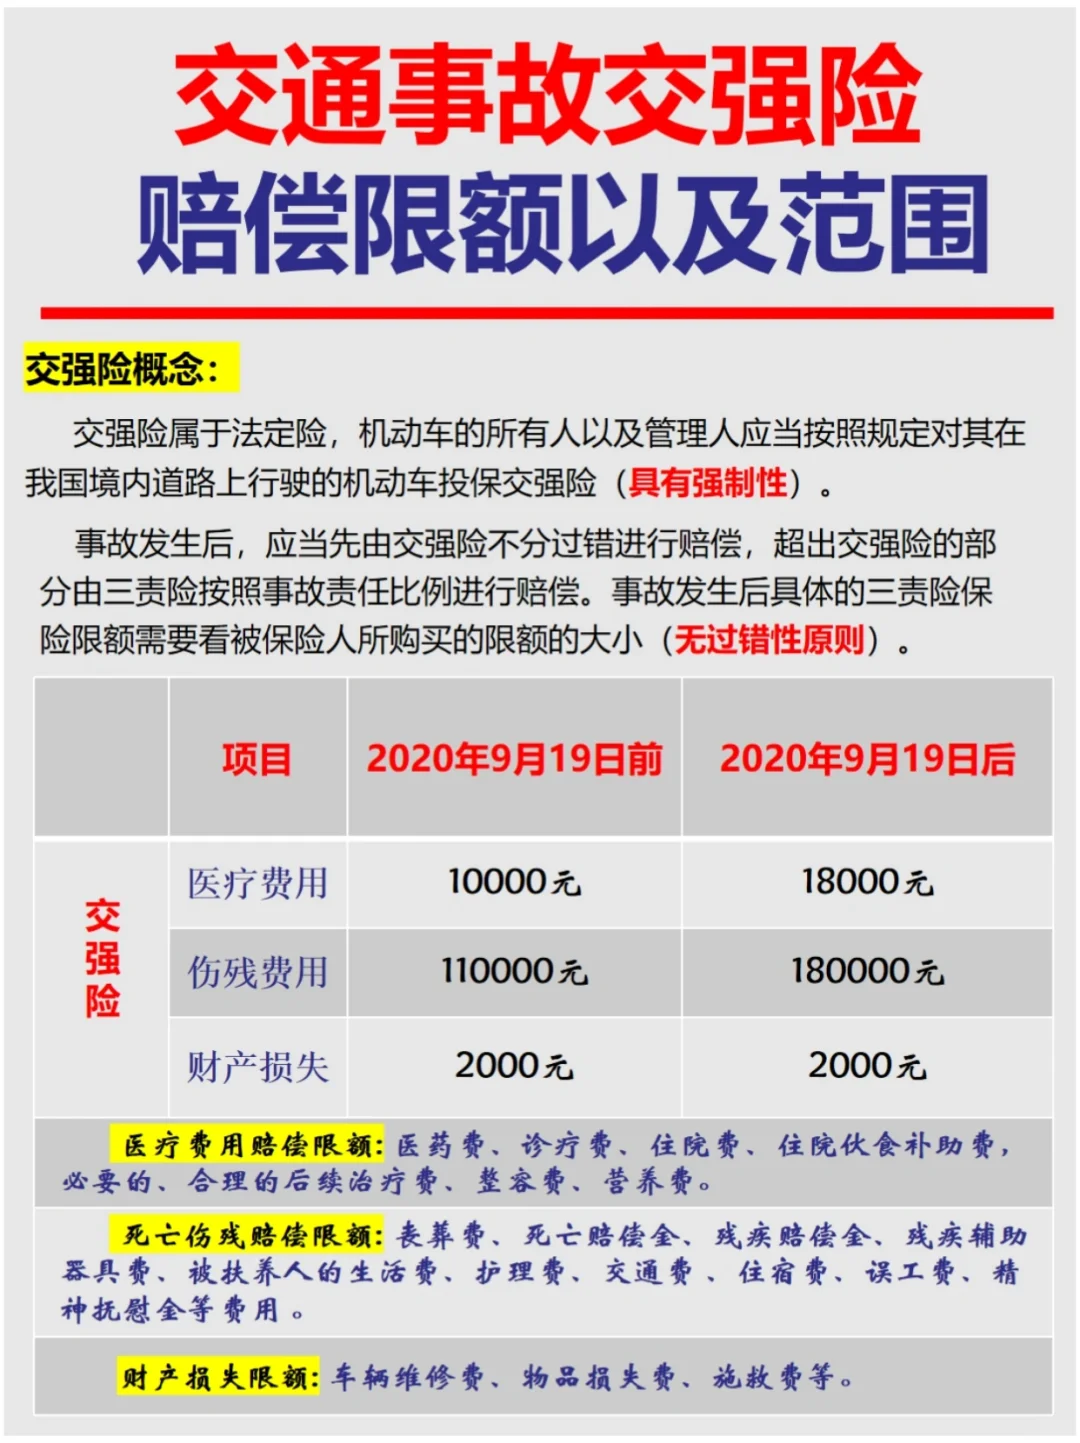 交通事故交强险
赔偿限额以及范围
交强险概念：
交强险属于法定险，机动车的所有人以及管理人应当按照规定对其在
我国境内道路上行驶的机动车投保交强险（具有强制性）。
事故发生后，应当先由交强险不分过错进行赔偿，超出交强险的部
分由三责险按照事故责任比例进行赔偿。事故发生后具体的三责险保
险限额需要看被保险人所购买的限额的大小（无过错性原则）。
项目 2020年9月19日前 2020年9月19日后
交强险
医疗费用 10000元 18000元
伤残费用 110000元 180000元
财产损失 2000元 2000元
医疗费用赔偿限额:医药费、诊疗费、住院费、住院伙食补助费，
必要的、合理的后续治疗费、整容费、营养费。
死亡伤残赔偿限额:丧葬费、死亡赔偿金、残疾赔偿金、残疾辅助
器具费、被扶养人的生活费、护理费、交通费、住宿费、误工费、精
神抚慰金等费用。
财产损失限额:车辆维修费、物品损失费、施救费等。